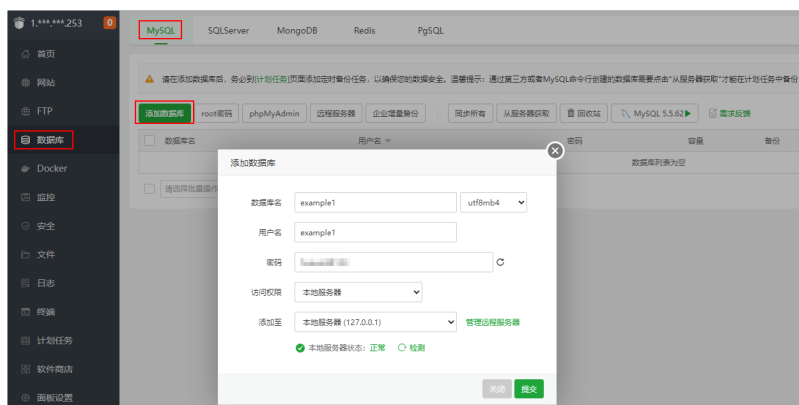 1.***.***.253 0
首页
网站
FTP
数据库
Docker
监控
安全
文件
日志
终端
计划任务
软件商店
面板设置
MySQL SQLServer MongoDB Redis PgSQL
请在添加数据库后，务必到[计划任务]页面添加定时备份任务，以确保您的数据安全。温馨提示：通过第三方或者MySQL命令行创建的数据库需要点击"从服务器获取"才能在计划任务中备份
添加数据库 root密码 phpMyAdmin 远程服务器 企业增量备份 同步所有 从服务器获取 回收站 MySQL 5.5.62 需求反馈
数据库名 用户名 密码 容量 备份
数据库列表为空
请选择批量操作
添加数据库
数据库名 example1 utf8mb4
用户名 example1
密码
访问权限 本地服务器
添加至 本地服务器 (127.0.0.1) 管理远程服务器
本地服务器状态：正常 检测
关闭 提交